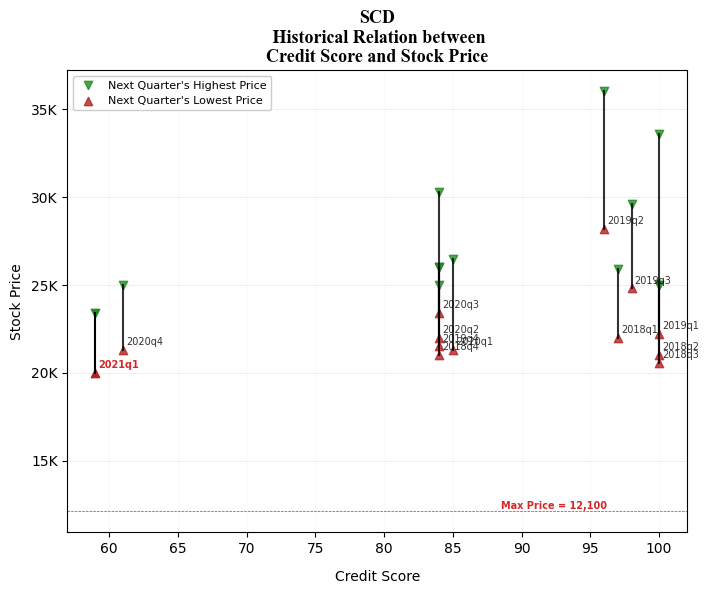 SCD
Historical Relation between
Credit Score and Stock Price
Next Quarter's Highest Price
Next Quarter's Lowest Price
Stock Price
35K
30K
25K
20K
15K
2019q2
2019q3
2020q3
2019q1
2020q2
2018q1
2020q4
2018q2
2018q4
2018q3
2021q1
Max Price = 12,100
60
65
70
75
80
85
90
95
100
Credit Score